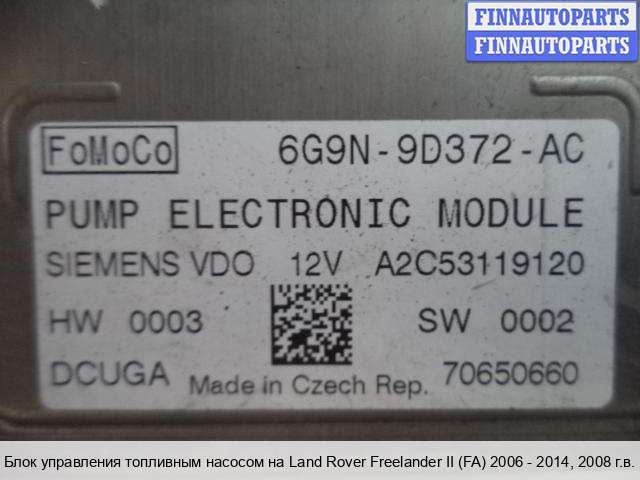 FINNAUTOPARTS
FINNAUTOPARTS
FoMoCo 6G9N-9D372-AC
PUMP ELECTRONIC MODULE
SIEMENS VDO 12V A2C53119120
HW 0003 SW 0002
DCUGA Made in Czech Rep. 70650660
Блок управления топливным насосом на Land Rover Freelander II (FA) 2006 - 2014, 2008 г.в.